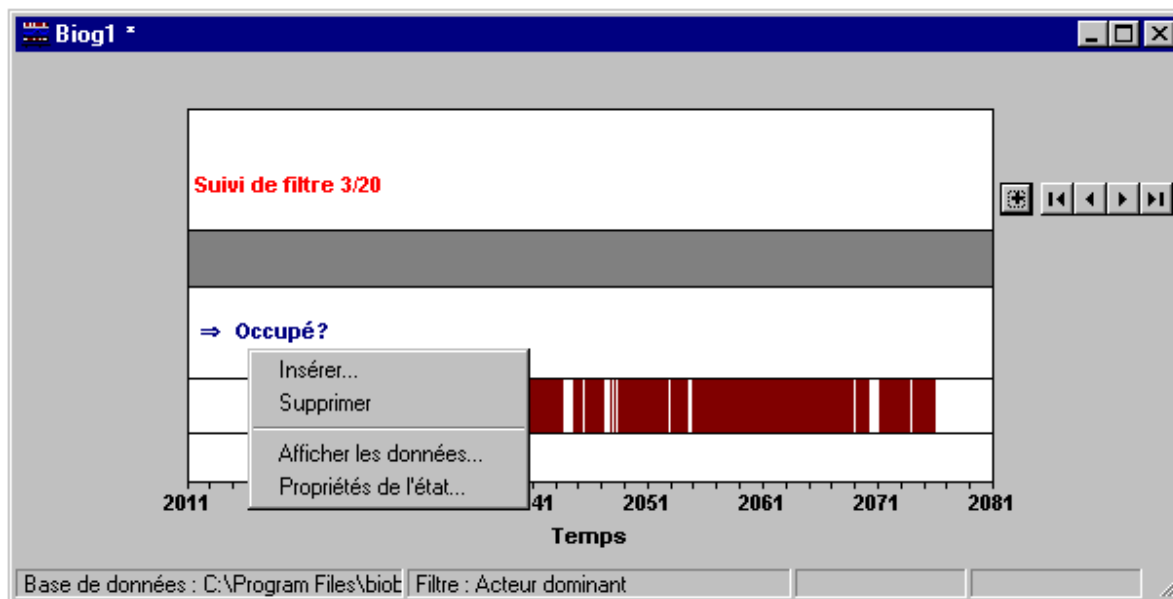 Biog1 *
Suivi de filtre 3/20
⇒ Occupé?
Insérer...
Supprimer
Afficher les données...
Propriétés de l'état...
2011 41 2051 2061 2071 2081
Temps
Base de données : C:\Program Files\biob Filtre : Acteur dominant